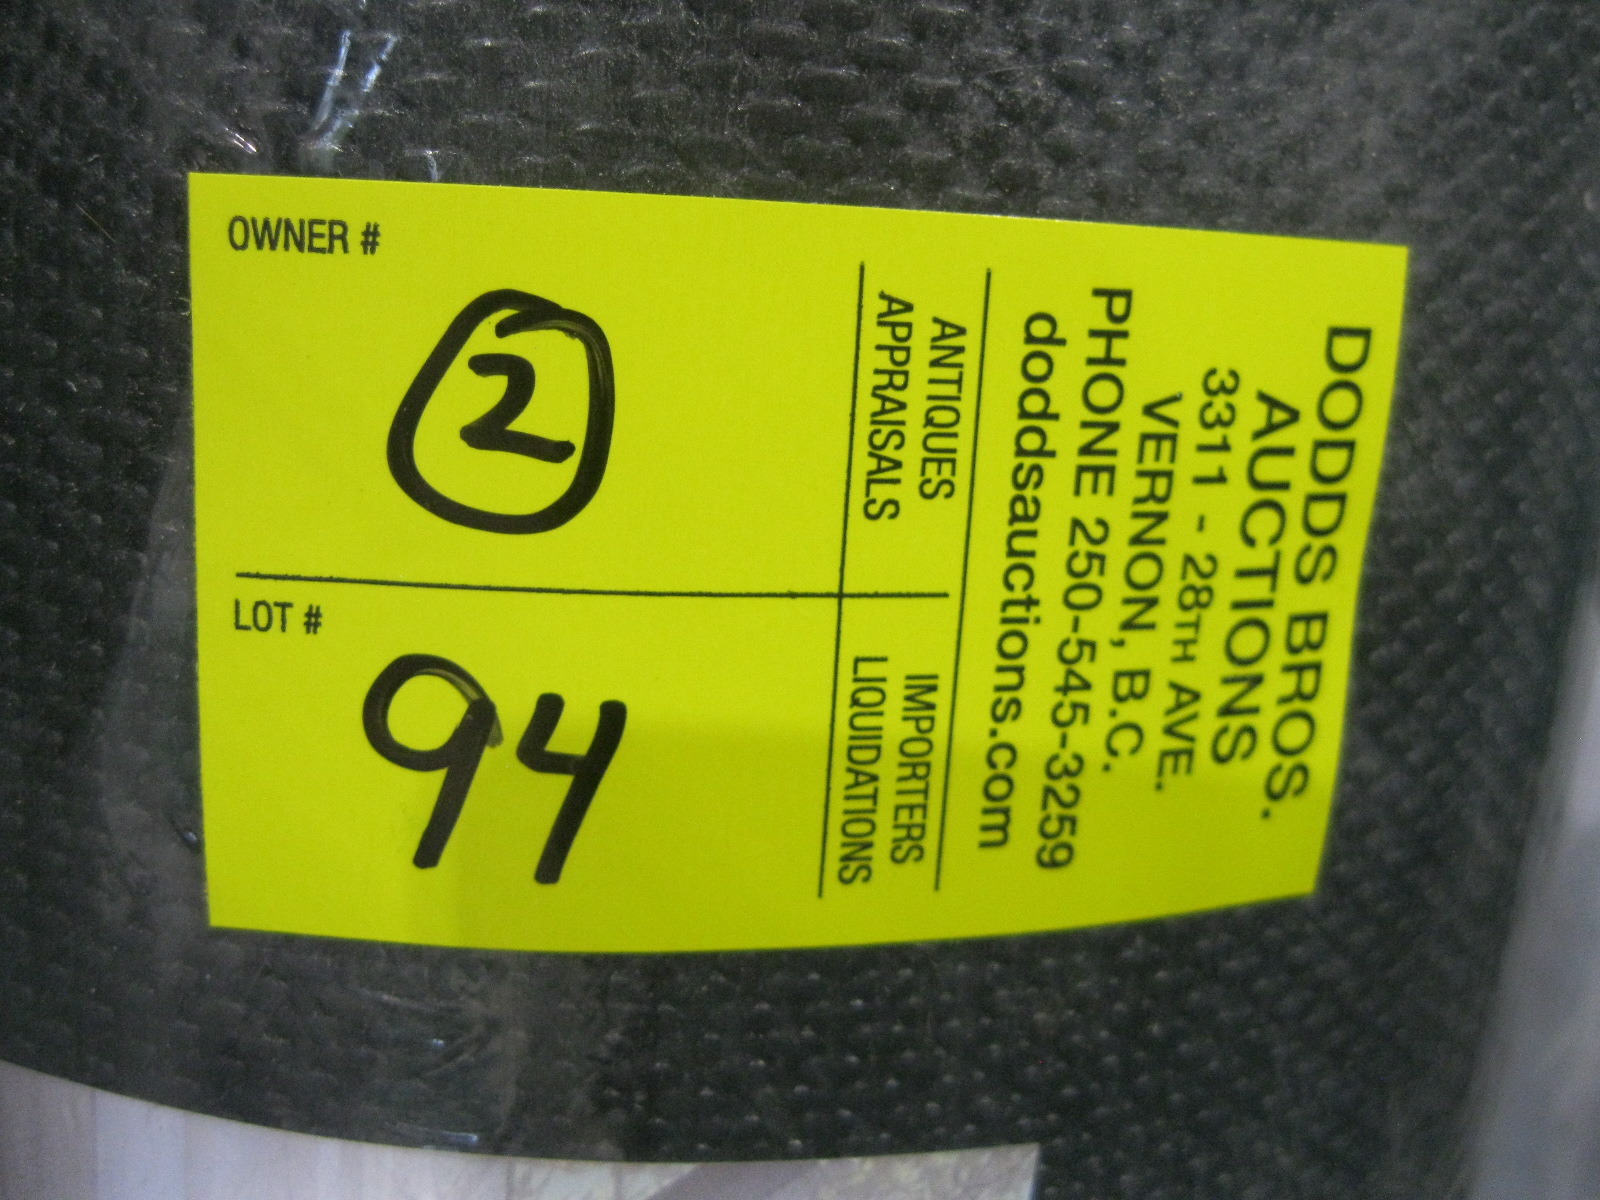 OWNER #
2
LOT #
94
DODDS BROS.
AUCTIONS
3311 - 28TH AVE.
VERNON, B.C.
PHONE 250-545-3259
doddsauctions.com
ANTIQUES
APPRAISALS
IMPORTERS
LIQUIDATIONS